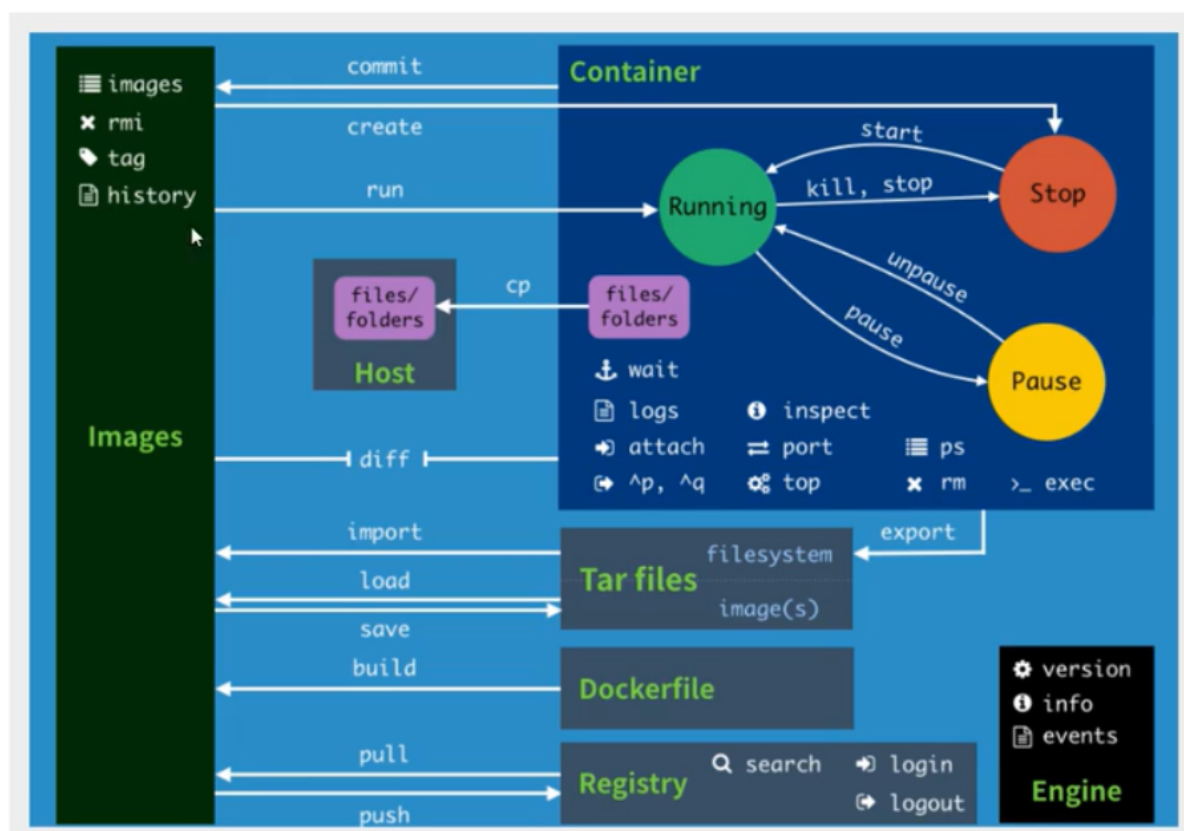 images
rmi
tag
history
Images
commit
create
run
cp
files/
folders
Host
diff
import
load
save
build
pull
push
Container
start
Running
kill, stop
Stop
unpause
pause
Pause
files/
folders
wait
logs
inspect
attach
port
ps
^p, ^q
top
rm
>_ exec
export
filesystem
Tar files
image(s)
Dockerfile
Registry
search
login
logout
version
info
events
Engine